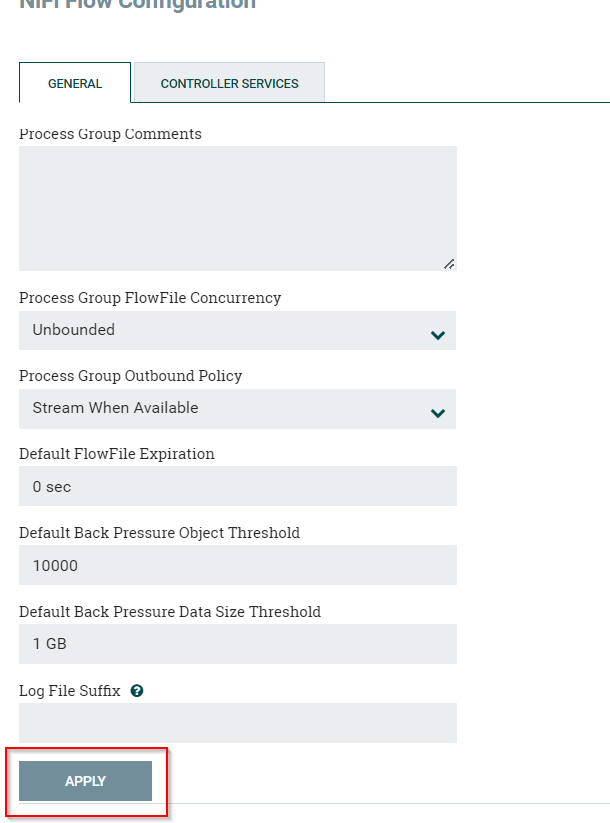 NiFi Flow Configuration
GENERAL
CONTROLLER SERVICES
Process Group Comments
Process Group FlowFile Concurrency
Unbounded
Process Group Outbound Policy
Stream When Available
Default FlowFile Expiration
0 sec
Default Back Pressure Object Threshold
10000
Default Back Pressure Data Size Threshold
1 GB
Log File Suffix ?
APPLY